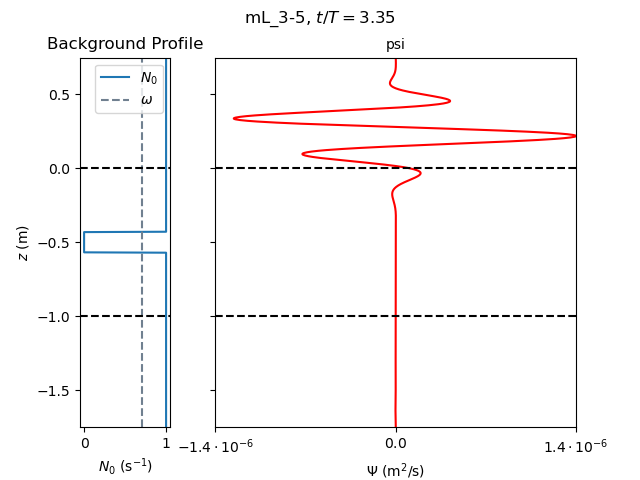 mL_3-5, t/T = 3.35
Background Profile
psi
N₀
ω
0.5
0.0
−0.5
−1.0
−1.5
z (m)
0
1
−1.4 · 10⁻⁶
0.0
1.4 · 10⁻⁶
N₀ (s⁻¹)
Ψ (m²/s)